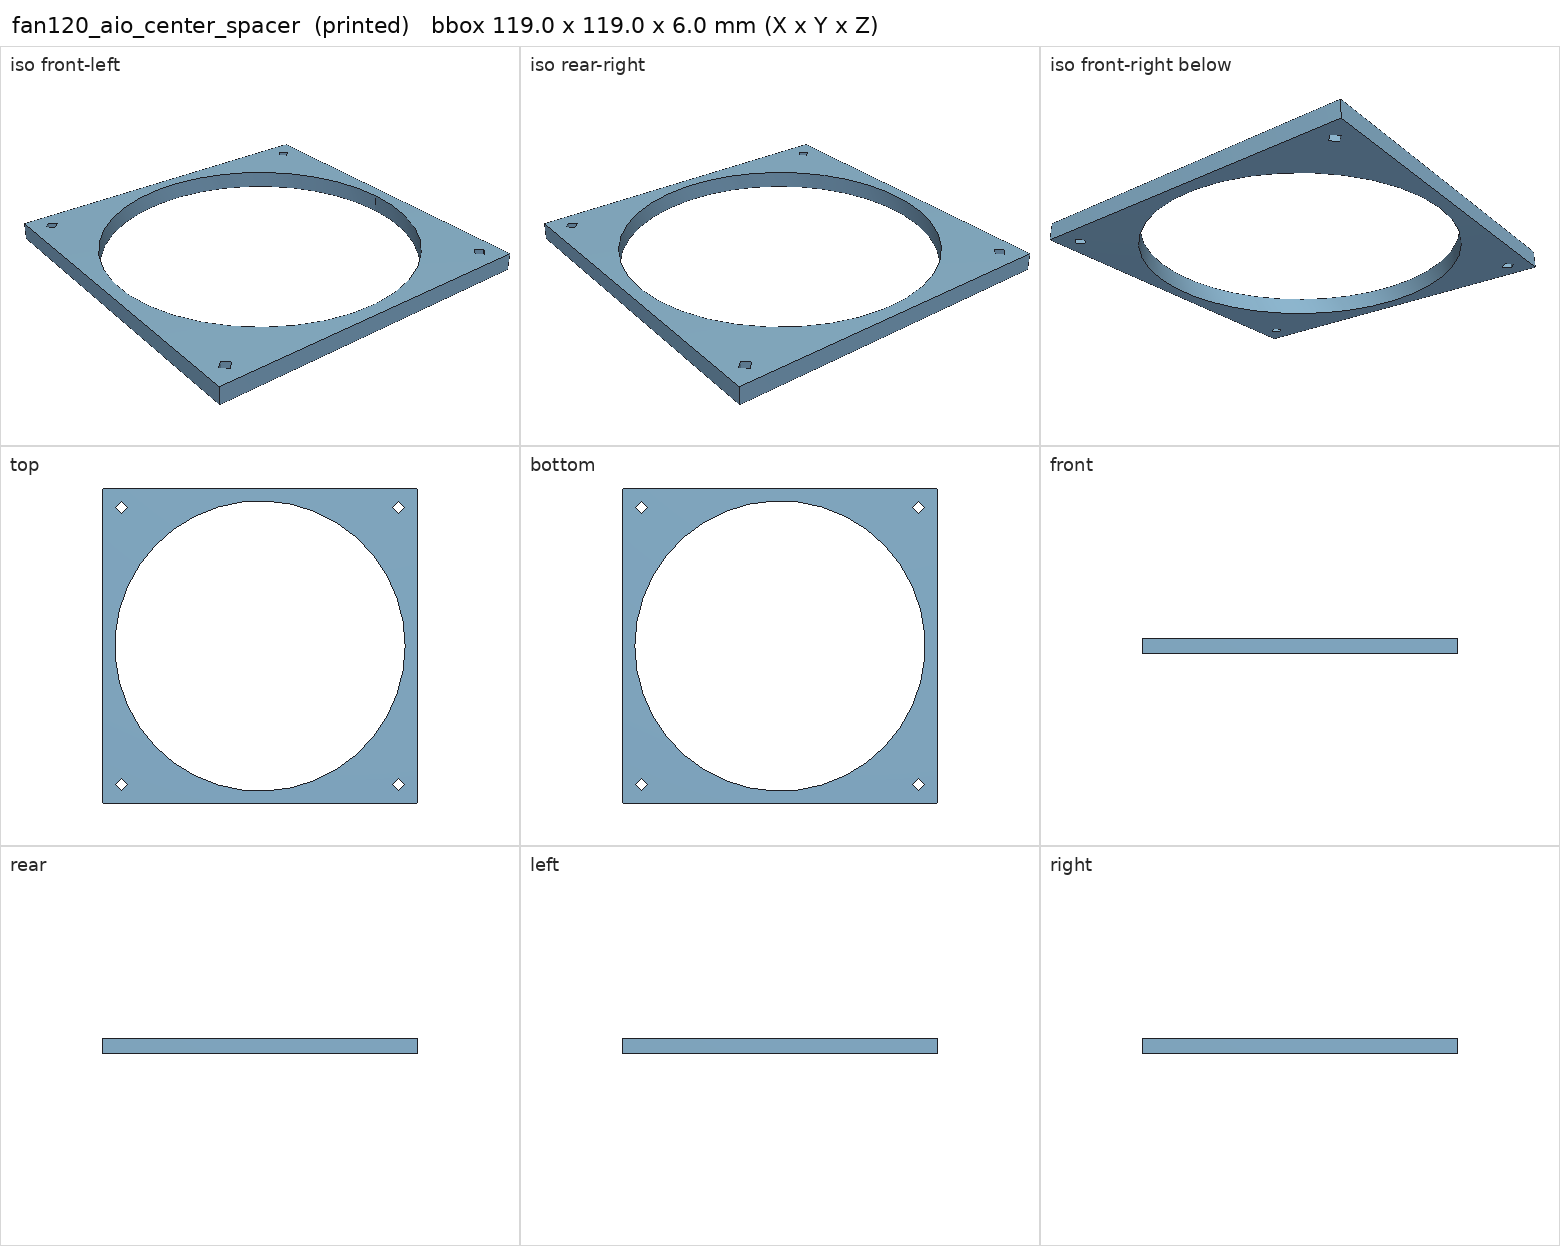 fan120_aio_center_spacer (printed) bbox 119.0 x 119.0 x 6.0 mm (X x Y x Z)
iso front-left
iso rear-right
iso front-right below
top
bottom
front
rear
left
right